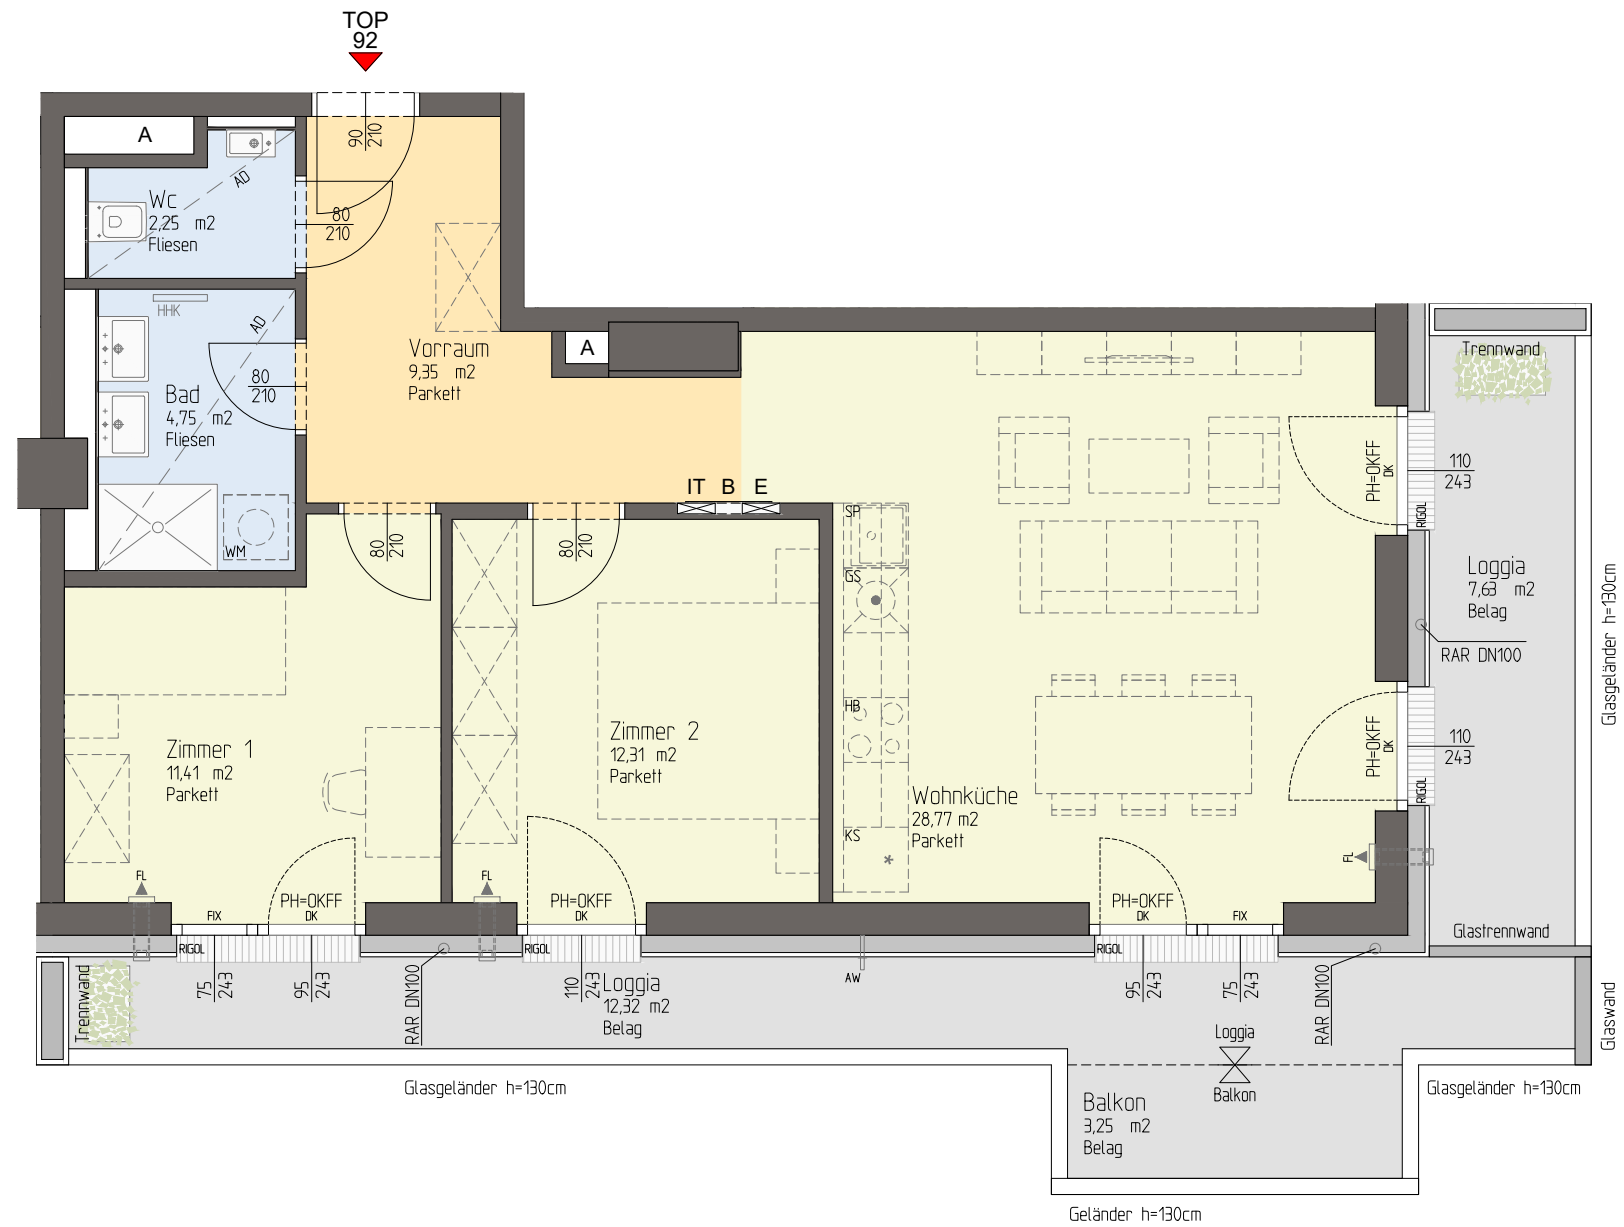 TOP
92
90
210
A
AD
Wc
2,25 m2
Fliesen
80
210
HHK
AD
Bad
4,75 m2
Fliesen
80
210
WM
Vorraum
9,35 m2
Parkett
A
IT B E
80
210
80
210
Trennwand
PH=OKFF
DK
110
243
RIGOL
Loggia
7,63 m2
Belag
RAR DN100
Glasgeländer h=130cm
SP
GS
HB
KS
*
Zimmer 1
11,41 m2
Parkett
Zimmer 2
12,31 m2
Parkett
Wohnküche
28,77 m2
Parkett
PH=OKFF
DK
110
243
RIGOL
FL
Glastrennwand
FL
FIX
PH=OKFF
DK
FL
PH=OKFF
DK
PH=OKFF
DK
FIX
RIGOL
RIGOL
RIGOL
Trennwand
75
243
95
243
RAR DN100
110
243
Loggia
12,32 m2
Belag
AW
95
243
75
243
RAR DN100
Glaswand
Loggia
Balkon
Glasgeländer h=130cm
Balkon
3,25 m2
Belag
Glasgeländer h=130cm
Geländer h=130cm